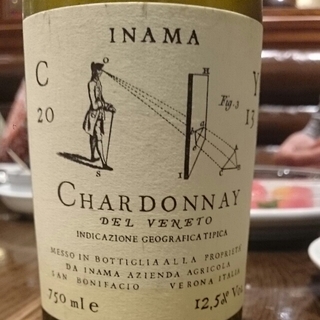 INAMA
C Y
20 13
Fig. 3
CHARDONNAY
DEL VENETO
INDICAZIONE GEOGRAFICA TIPICA
MESSO IN BOTTIGLIA ALLA PROPRIETÀ
DA INAMA AZIENDA AGRICOLA
SAN BONIFACIO VERONA ITALIA
750 ml e 12,5% Vol